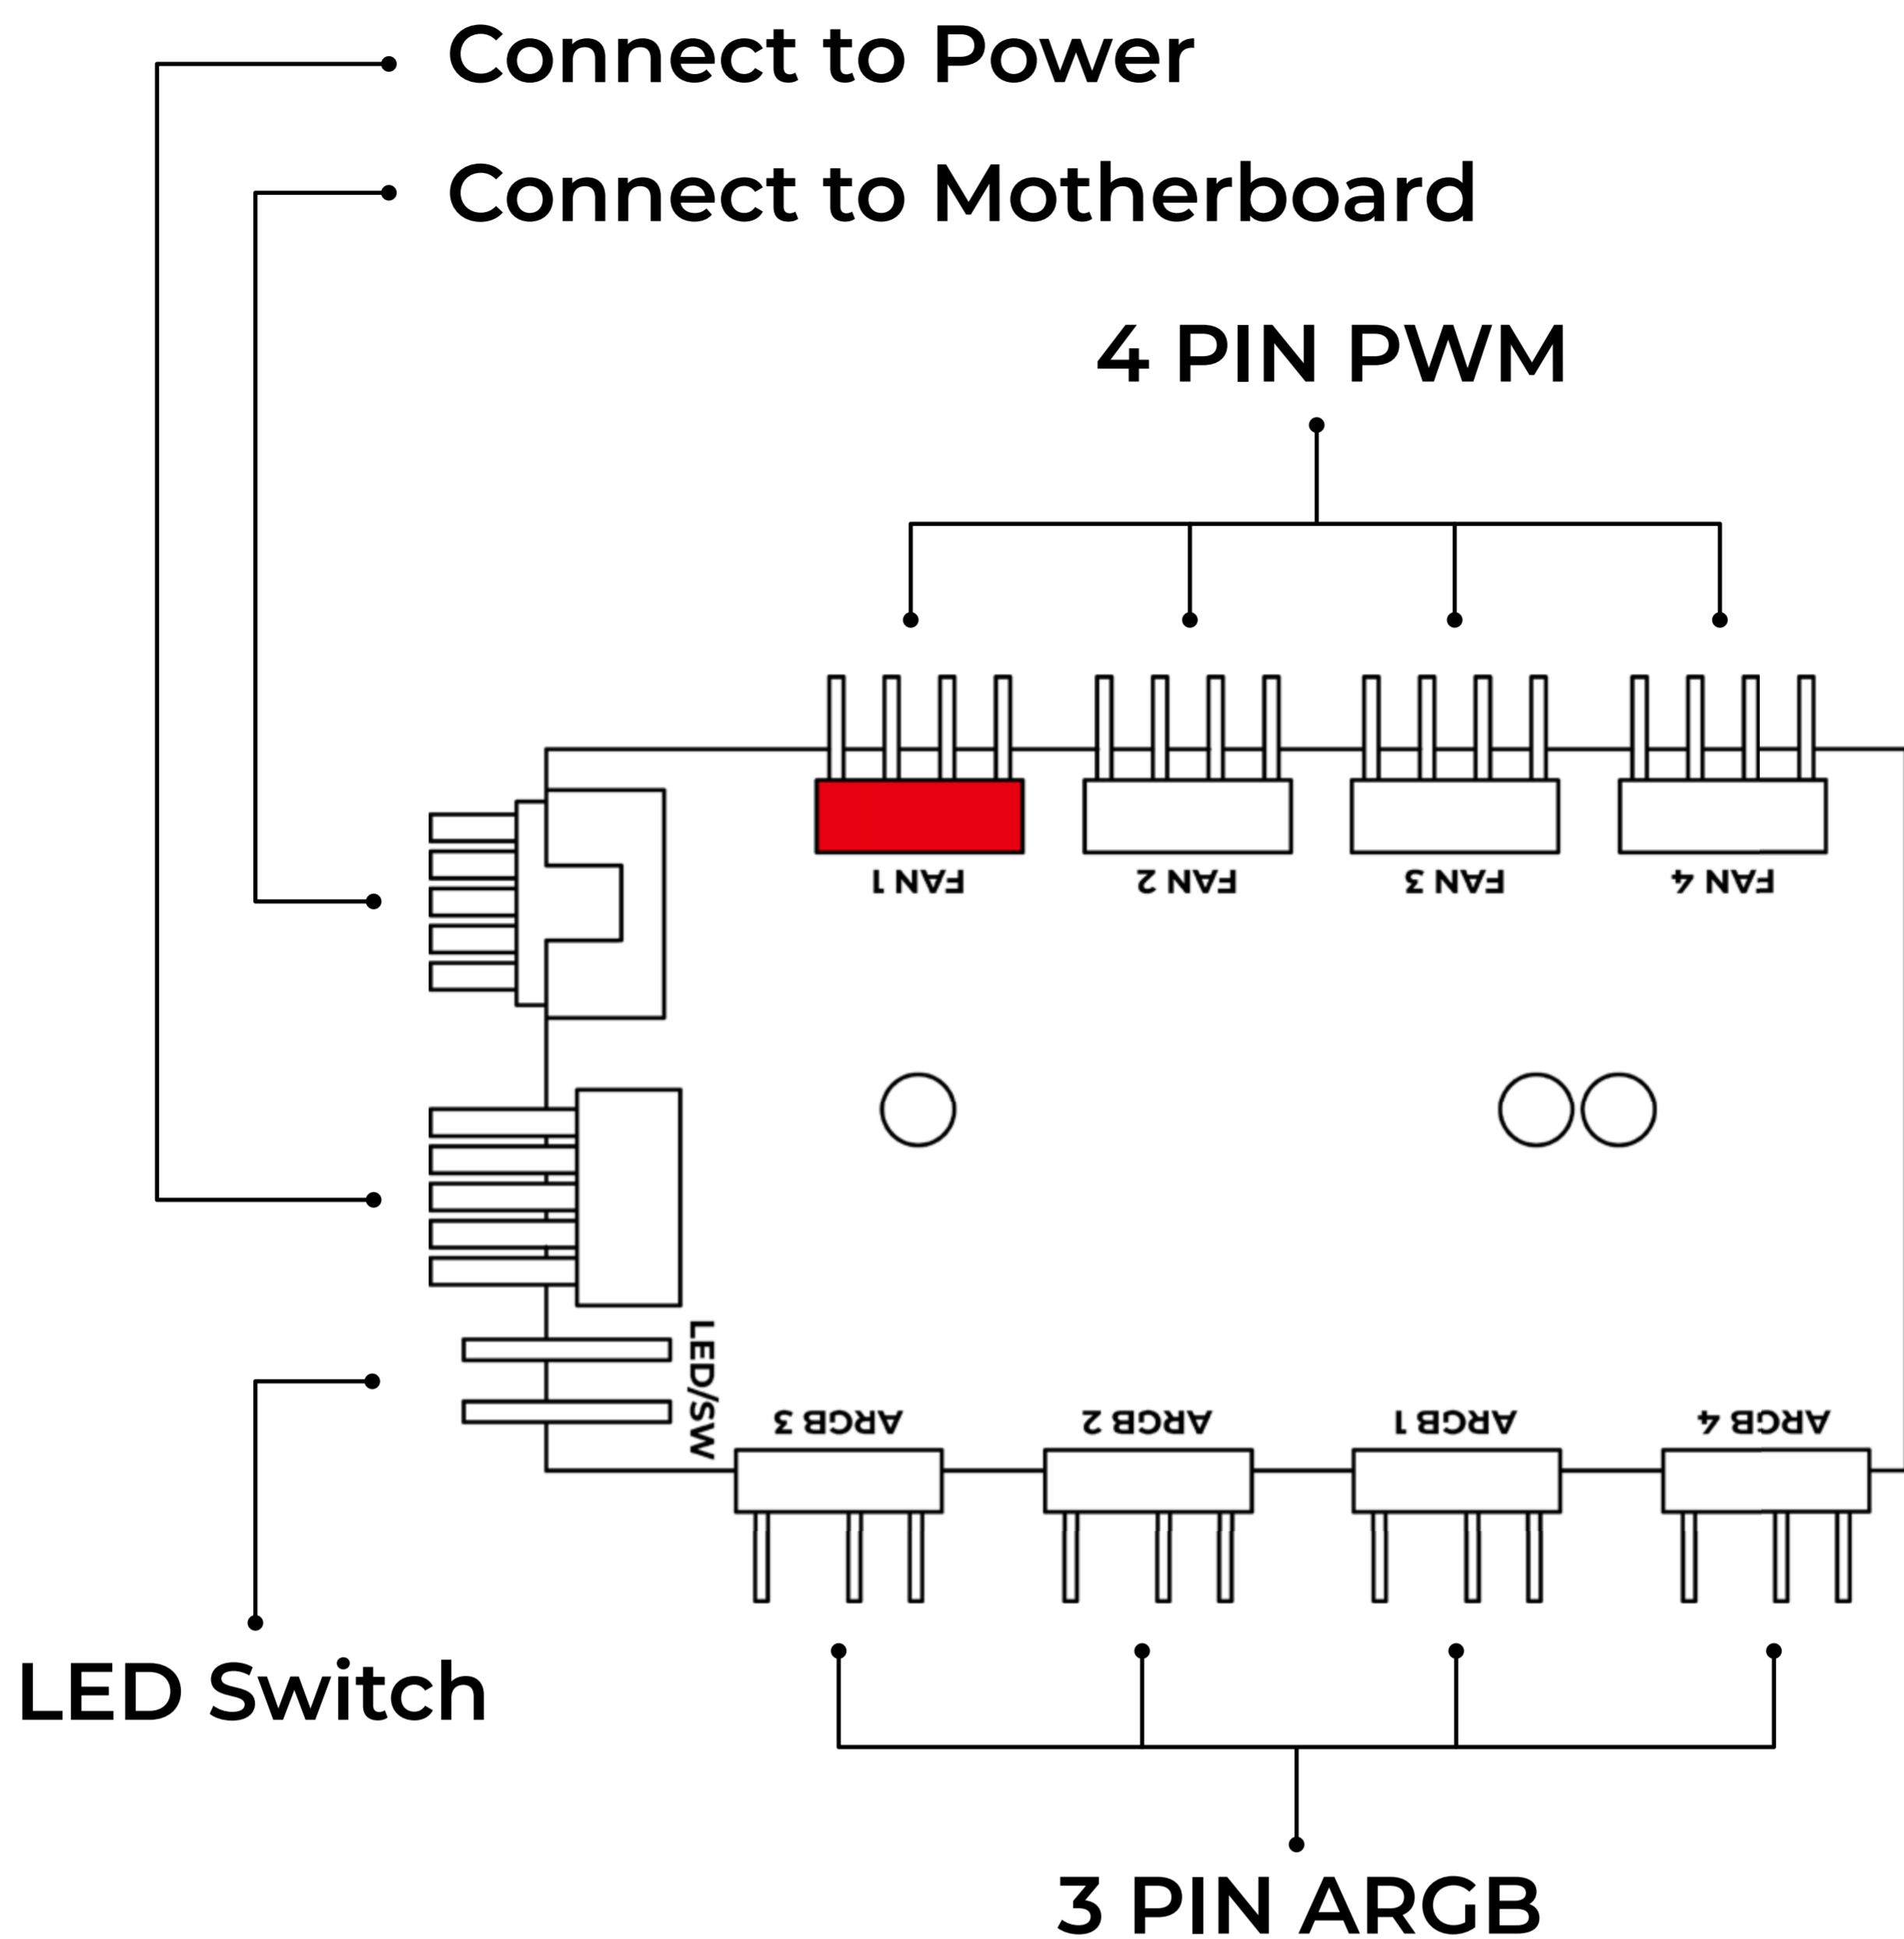 Connect to Power
Connect to Motherboard
4 PIN PWM
FAN 1
FAN 2
FAN 3
FAN 4
LED/SW
ARGB 3
ARGB 2
ARGB 1
ARGB 4
LED Switch
3 PIN ARGB